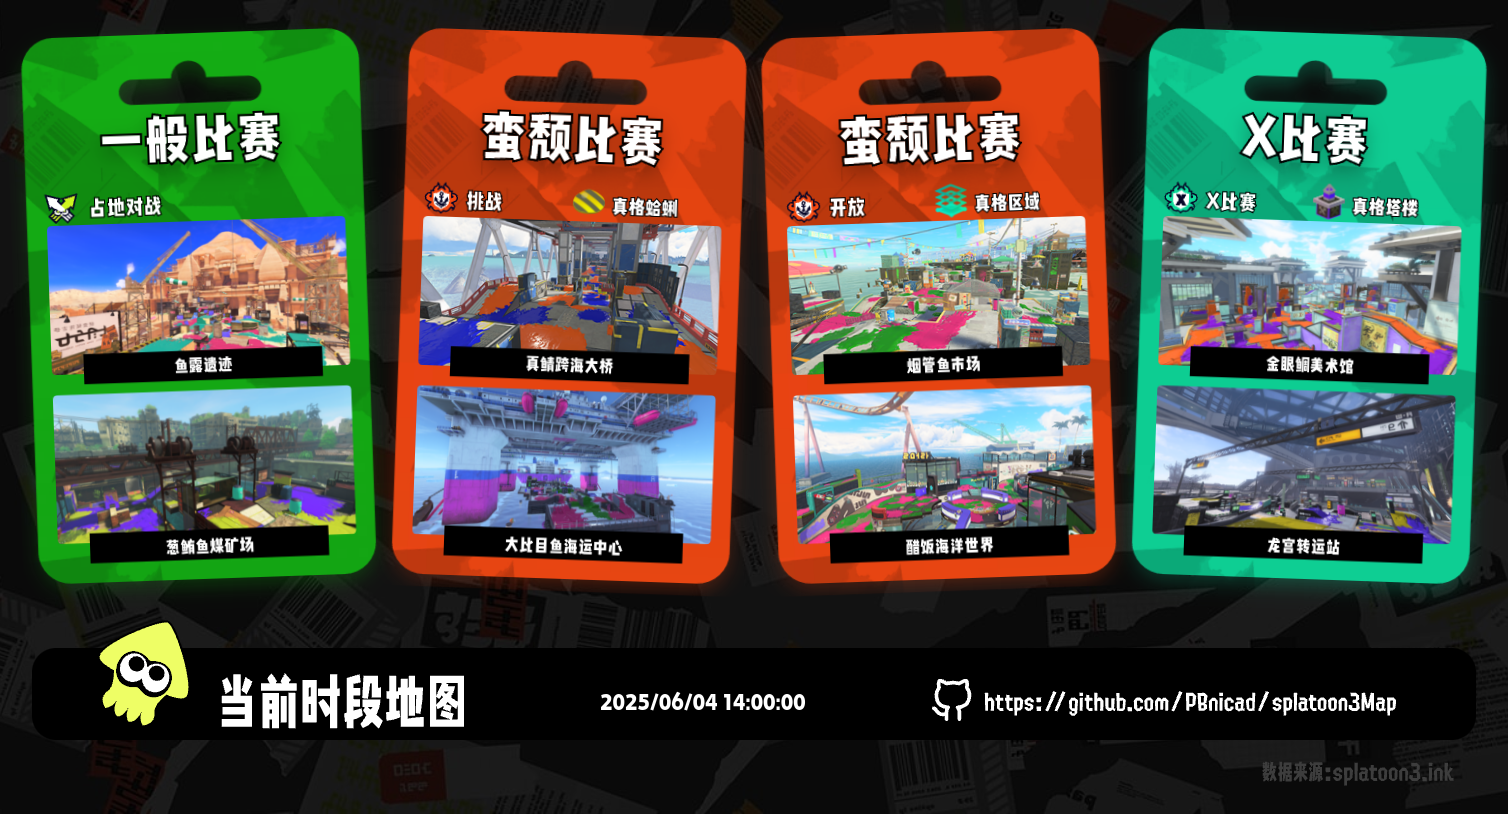 一般比赛
占地对战
鱼露遗迹
葱鲔鱼煤矿场
蛮颓比赛
挑战
真格蛤蜊
真鲭跨海大桥
大比目鱼海运中心
蛮颓比赛
开放
真格区域
烟管鱼市场
醋饭海洋世界
X比赛
X比赛
真格塔楼
金眼鲷美术馆
龙宫转运站
当前时段地图
2025/06/04 14:00:00
https://github.com/PBnicad/splatoon3Map
数据来源:splatoon3.ink